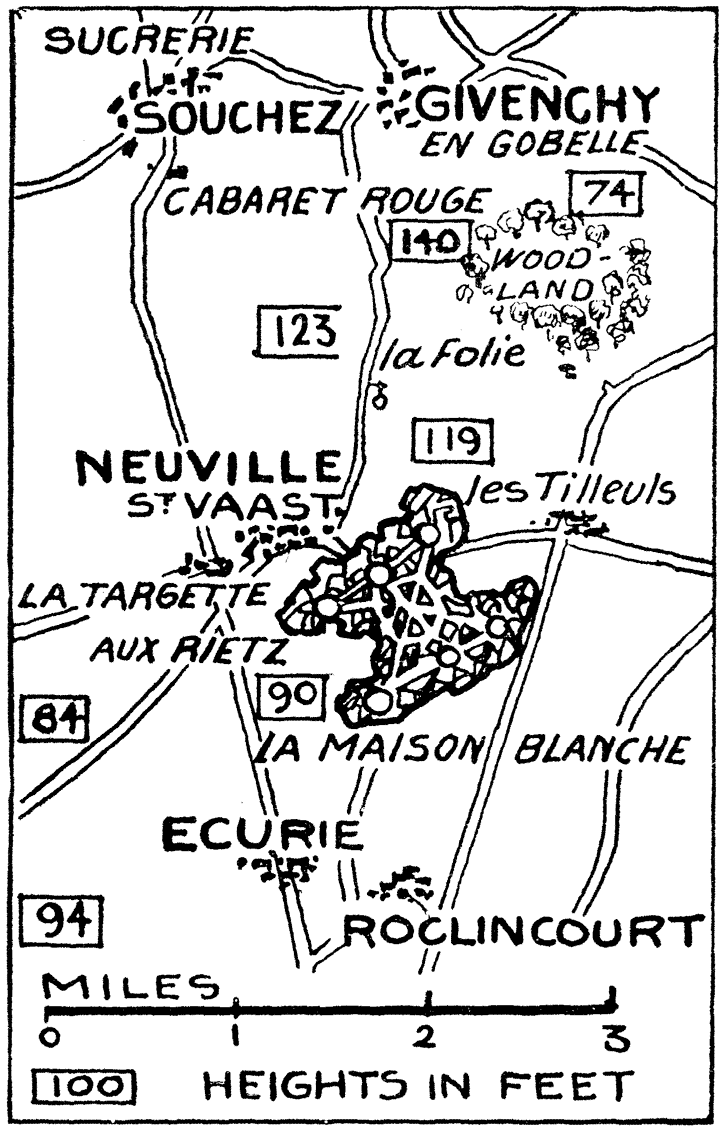 SUCRERIE
SOUCHEZ
GIVENCHY
EN GOBELLE
CABARET ROUGE
74
140
WOOD-
LAND
123
la Folie
119
NEUVILLE
ST VAAST.
les Tilleuls
LA TARGETTE
AUX RIETZ
90
84
LA MAISON BLANCHE
ECURIE
94
ROCLINCOURT
MILES
0 1 2 3
100 HEIGHTS IN FEET